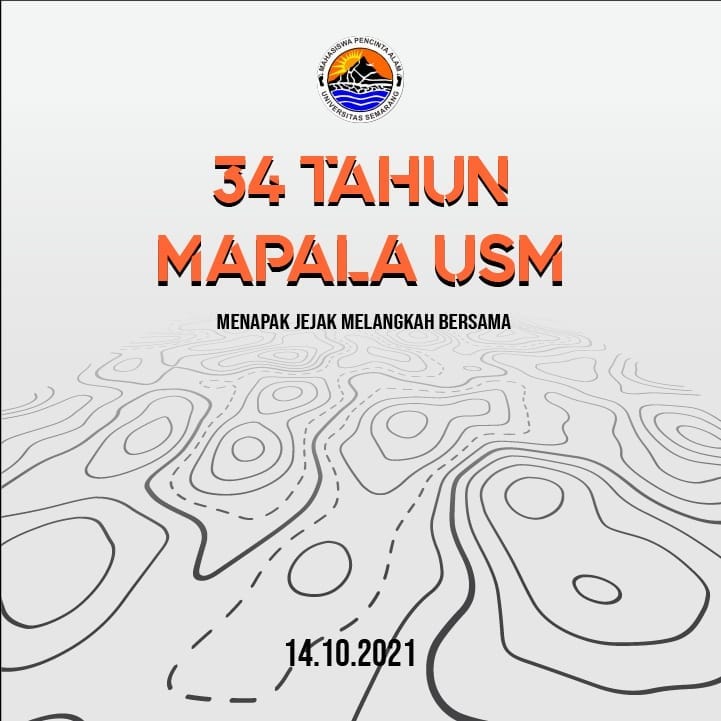 MAHASISWA PENCINTA ALAM
UNIVERSITAS SEMARANG
34 TAHUN
MAPALA USM
MENAPAK JEJAK MELANGKAH BERSAMA
14.10.2021